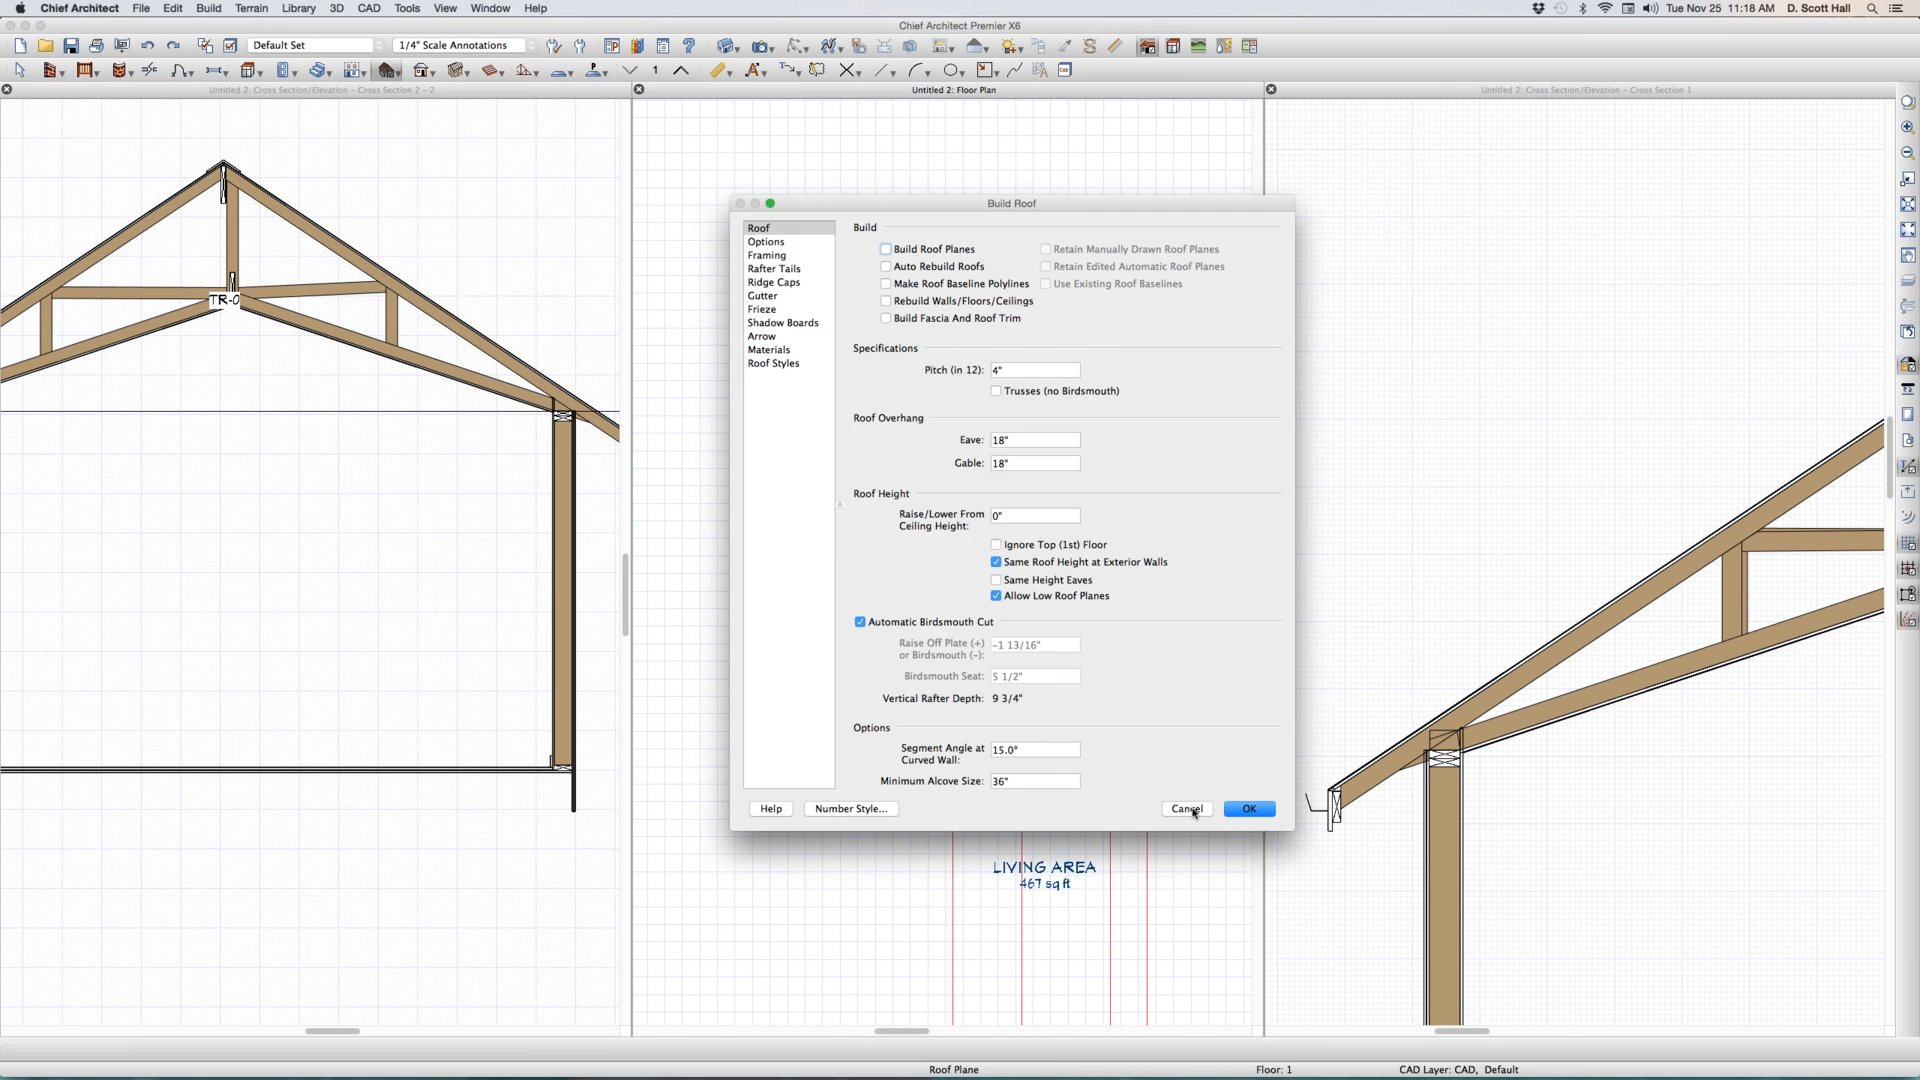 Chief Architect File Edit Build Terrain Library 3D CAD Tools View Window Help Tue Nov 25 11:18 AM D. Scott Hall
Chief Architect Premier X6
Default Set 1/4" Scale Annotations
1
Untitled 2: Cross Section/Elevation - Cross Section 2 - 2
Untitled 2: Floor Plan
Untitled 2: Cross Section/Elevation - Cross Section 1
TR-0
Build Roof
Roof
Options
Framing
Rafter Tails
Ridge Caps
Gutter
Frieze
Shadow Boards
Arrow
Materials
Roof Styles
Build
Build Roof Planes Retain Manually Drawn Roof Planes
Auto Rebuild Roofs Retain Edited Automatic Roof Planes
Make Roof Baseline Polylines Use Existing Roof Baselines
Rebuild Walls/Floors/Ceilings
Build Fascia And Roof Trim
Specifications
Pitch (in 12): 4"
Trusses (no Birdsmouth)
Roof Overhang
Eave: 18"
Gable: 18"
Roof Height
Raise/Lower From
Ceiling Height: 0"
Ignore Top (1st) Floor
Same Roof Height at Exterior Walls
Same Height Eaves
Allow Low Roof Planes
Automatic Birdsmouth Cut
Raise Off Plate (+)
or Birdsmouth (-): -1 13/16"
Birdsmouth Seat: 5 1/2"
Vertical Rafter Depth: 9 3/4"
Options
Segment Angle at
Curved Wall: 15.0°
Minimum Alcove Size: 36"
Help Number Style... Cancel OK
LIVING AREA
467 sq ft
Roof Plane Floor: 1 CAD Layer: CAD, Default